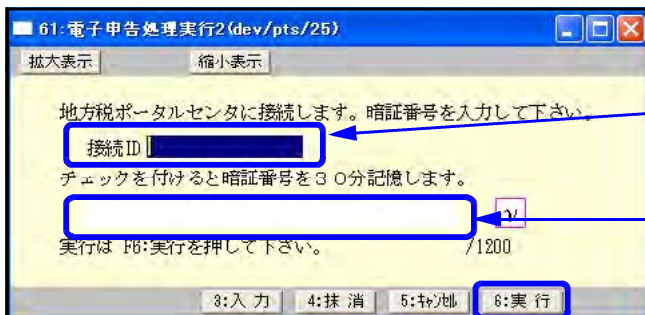 61:電子申告処理実行2(dev/pts/25)
拡大表示 縮小表示
地方税ポータルセンタに接続します。暗証番号を入力して下さい。
接続ID
チェックを付けると暗証番号を30分記憶します。
実行は F6:実行を押して下さい。 /1200
3:入力 4:抹消 5:ｷｬﾝｾﾙ 6:実行